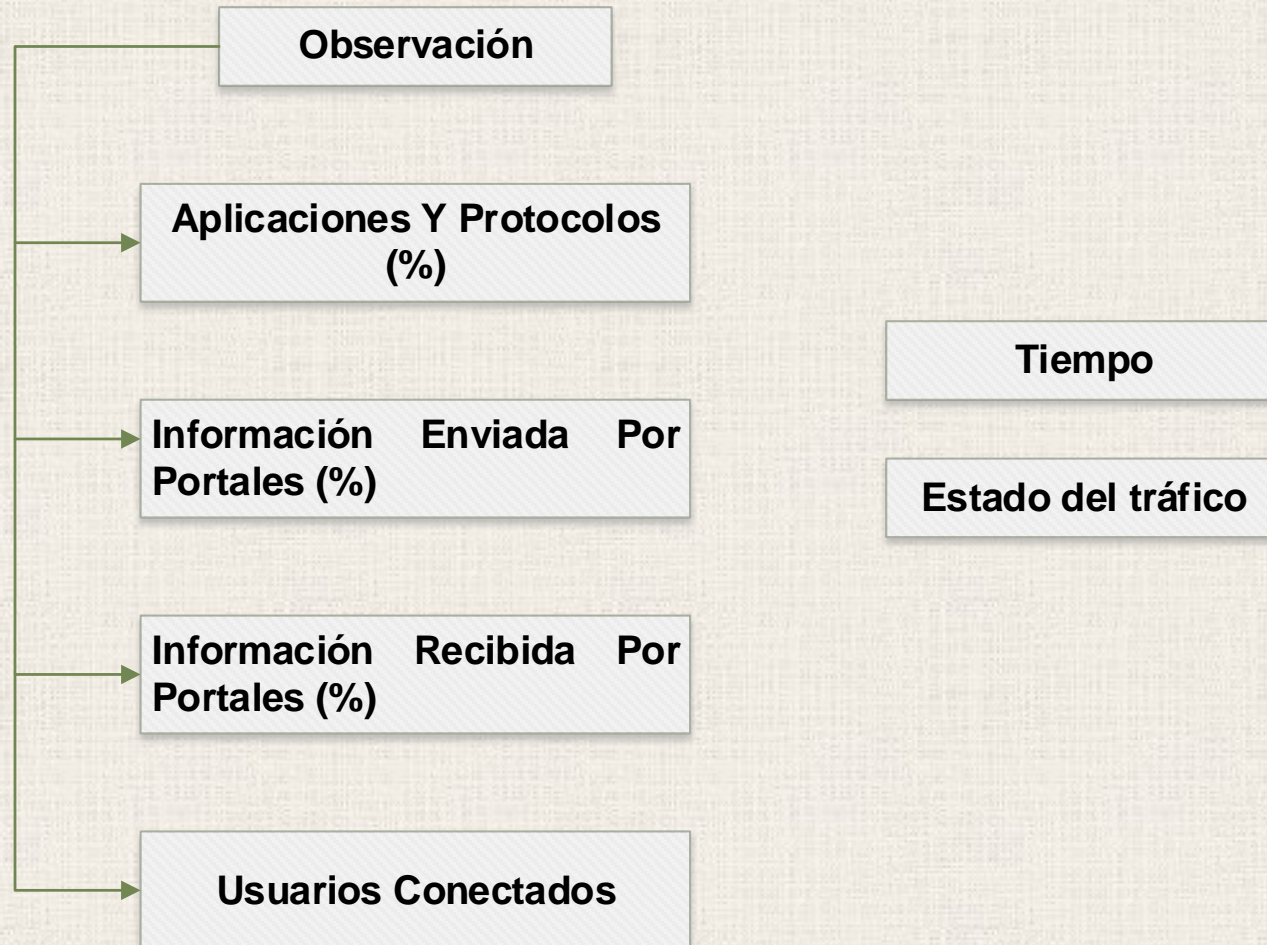 Observación
Aplicaciones Y Protocolos
(%)
Información Enviada Por
Portales (%)
Información Recibida Por
Portales (%)
Usuarios Conectados
Tiempo
Estado del tráfico